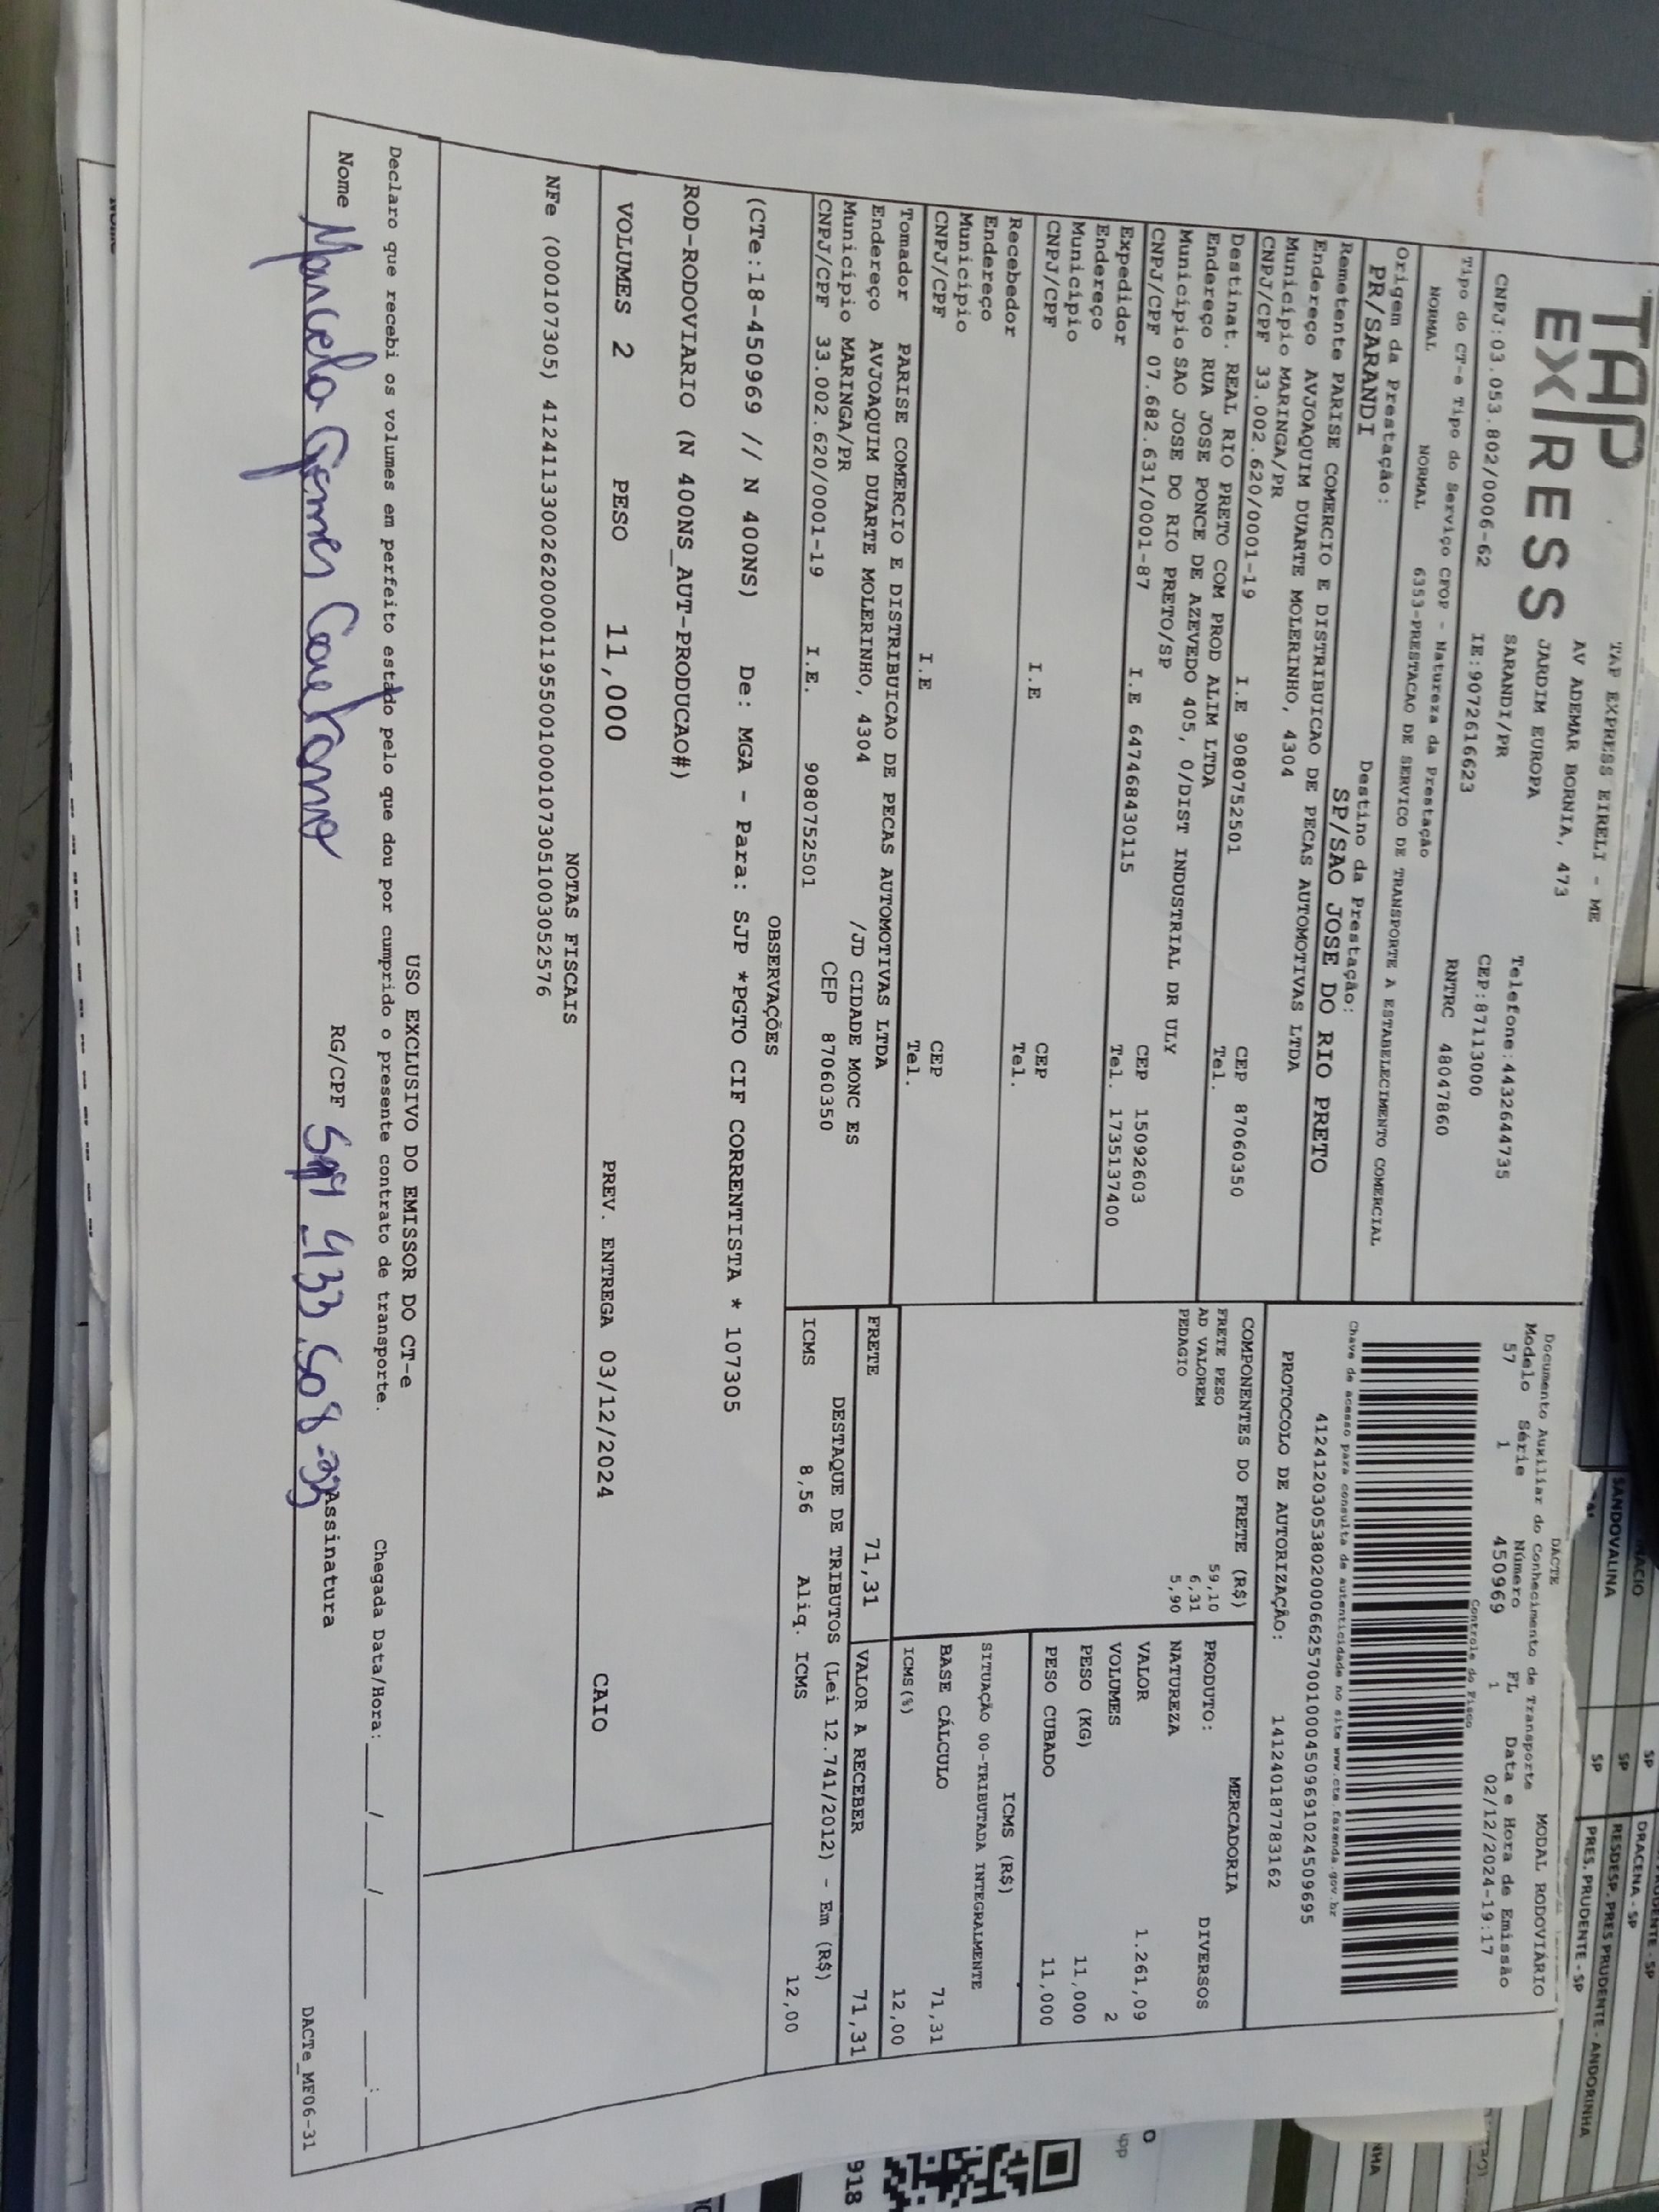 TAP
EXPRESS
TAP EXPRESS EIRELI - ME
AV ADEMAR BORNIA, 473
JARDIM EUROPA
SARANDI/PR
Telefone:4432644735
CNPJ:03.053.802/0006-62
IE:9072616623
CEP:87113000
RNTRC 48047860
Tipo do CT-e Tipo do Serviço CFOP - Natureza da Prestação
NORMAL NORMAL 6353-PRESTACAO DE SERVICO DE TRANSPORTE A ESTABELECIMENTO COMERCIAL
Origem da Prestação:
PR/SARANDI
Destino da Prestação:
SP/SAO JOSE DO RIO PRETO
DACTE
Documento Auxiliar do Conhecimento de Transporte
MODAL RODOVIÁRIO
Modelo Série Número FL Data e Hora de Emissão
57 1 450969 1 02/12/2024-19:17
Controle do Fisco
Chave de acesso para consulta de autenticidade no site www.cte.fazenda.gov.br
41241203053802000662570010004509691024509695
PROTOCOLO DE AUTORIZAÇÃO: 141240187783162
Remetente PARISE COMERCIO E DISTRIBUICAO DE PECAS AUTOMOTIVAS LTDA
Endereço AVJOAQUIM DUARTE MOLERINHO, 4304
Município MARINGA/PR
CEP 87060350
CNPJ/CPF 33.002.620/0001-19 I.E 9080752501 Tel.
Destinat. REAL RIO PRETO COM PROD ALIM LTDA
Endereço RUA JOSE PONCE DE AZEVEDO 405, 0/DIST INDUSTRIAL DR ULY
Município SAO JOSE DO RIO PRETO/SP CEP 15092603
CNPJ/CPF 07.682.631/0001-87 I.E 647468430115 Tel. 1735137400
Expedidor
Endereço
Município CEP
CNPJ/CPF I.E Tel.
Recebedor
Endereço
Município CEP
CNPJ/CPF I.E Tel.
Tomador PARISE COMERCIO E DISTRIBUICAO DE PECAS AUTOMOTIVAS LTDA
Endereço AVJOAQUIM DUARTE MOLERINHO, 4304 /JD CIDADE MONC ES
Município MARINGA/PR CEP 87060350
CNPJ/CPF 33.002.620/0001-19 I.E. 9080752501
COMPONENTES DO FRETE (R$)
FRETE PESO 59,10
AD VALOREM 6,31
PEDAGIO 5,90
MERCADORIA
PRODUTO: DIVERSOS
NATUREZA
VALOR 1.261,09
VOLUMES 2
PESO (KG) 11,000
PESO CUBADO 11,000
ICMS (R$)
SITUAÇÃO 00-TRIBUTADA INTEGRALMENTE
BASE CÁLCULO 71,31
ICMS(%) 12,00
FRETE 71,31 VALOR A RECEBER 71,31
DESTAQUE DE TRIBUTOS (Lei 12.741/2012) - Em (R$)
ICMS 8,56 Aliq. ICMS 12,00
OBSERVAÇÕES
(CTe:18-450969 // N 400NS) De: MGA - Para: SJP *PGTO CIF CORRENTISTA * 107305
ROD-RODOVIARIO (N 400NS_AUT-PRODUCAO#)
VOLUMES 2 PESO 11,000 PREV. ENTREGA 03/12/2024 CAIO
NOTAS FISCAIS
NFe (000107305) 41241133002620000119550010001073051003052576
USO EXCLUSIVO DO EMISSOR DO CT-e
Declaro que recebi os volumes em perfeito estado pelo que dou por cumprido o presente contrato de transporte. Chegada Data/Hora: ____/____/____ ____:____
Nome Marcelo Gomes RG/CPF 433.508 Assinatura
DACTe_MF06-31
SANDOVALINA
SP
SP
SP
DRACENA - SP
RESDESP. PRES PRUDENTE - SP
PRES. PRUDENTE - ANDORINHA
918